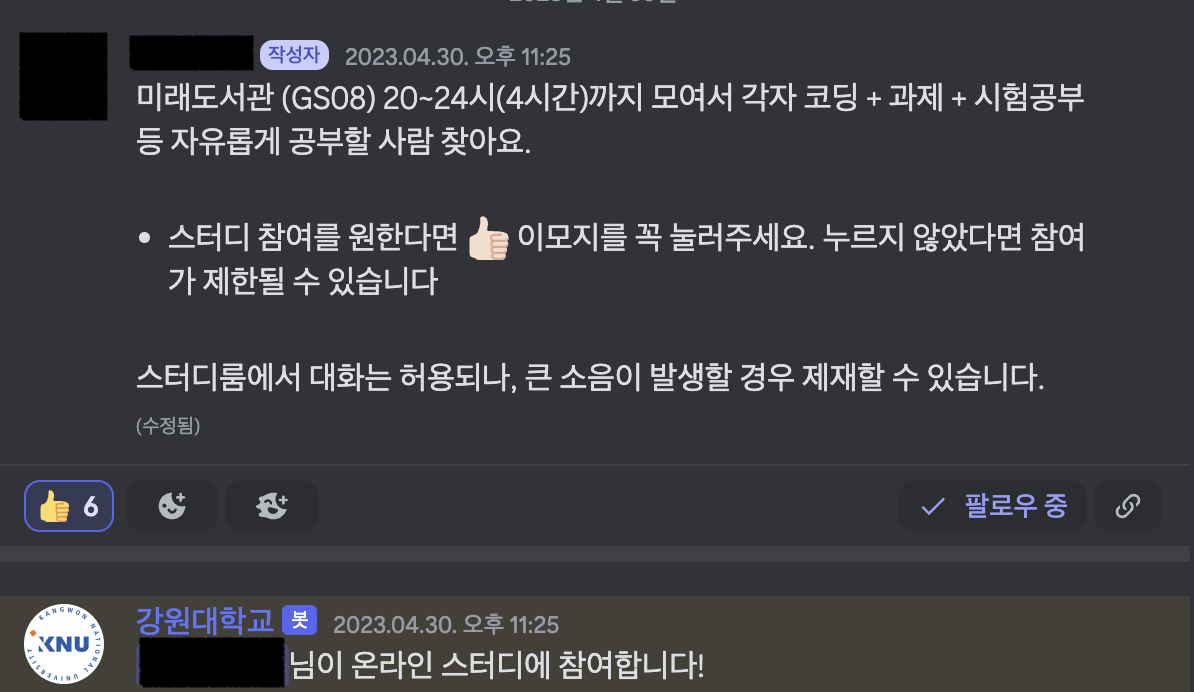 작성자 2023.04.30. 오후 11:25
미래도서관 (GS08) 20~24시(4시간)까지 모여서 각자 코딩 + 과제 + 시험공부
등 자유롭게 공부할 사람 찾아요.
• 스터디 참여를 원한다면 👍🏻 이모지를 꼭 눌러주세요. 누르지 않았다면 참여
가 제한될 수 있습니다
스터디룸에서 대화는 허용되나, 큰 소음이 발생할 경우 제재할 수 있습니다.
(수정됨)
👍 6
팔로우 중
KANGWON NATIONAL UNIVERSITY
KNU
강원대학교 봇 2023.04.30. 오후 11:25
님이 온라인 스터디에 참여합니다!